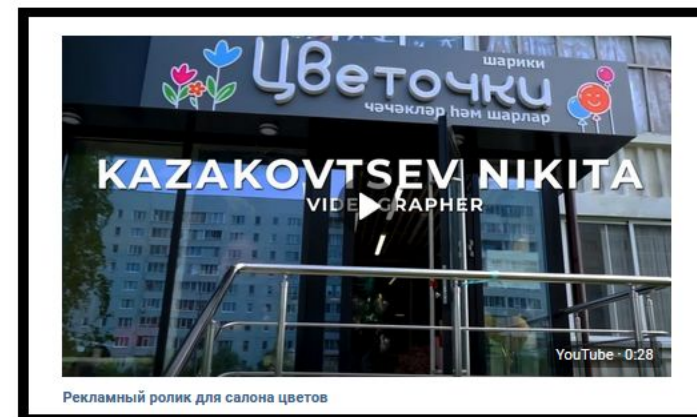 шарики
Цветочки
чәчәкләр һәм шарлар
KAZAKOVTSEV NIKITA
VIDEOGRAPHER
YouTube · 0:28
Рекламный ролик для салона цветов